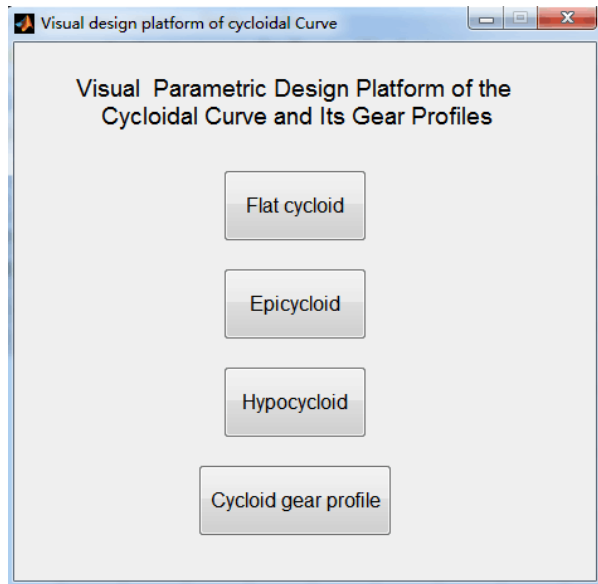 Visual design platform of cycloidal Curve
Visual Parametric Design Platform of the
Cycloidal Curve and Its Gear Profiles
Flat cycloid
Epicycloid
Hypocycloid
Cycloid gear profile